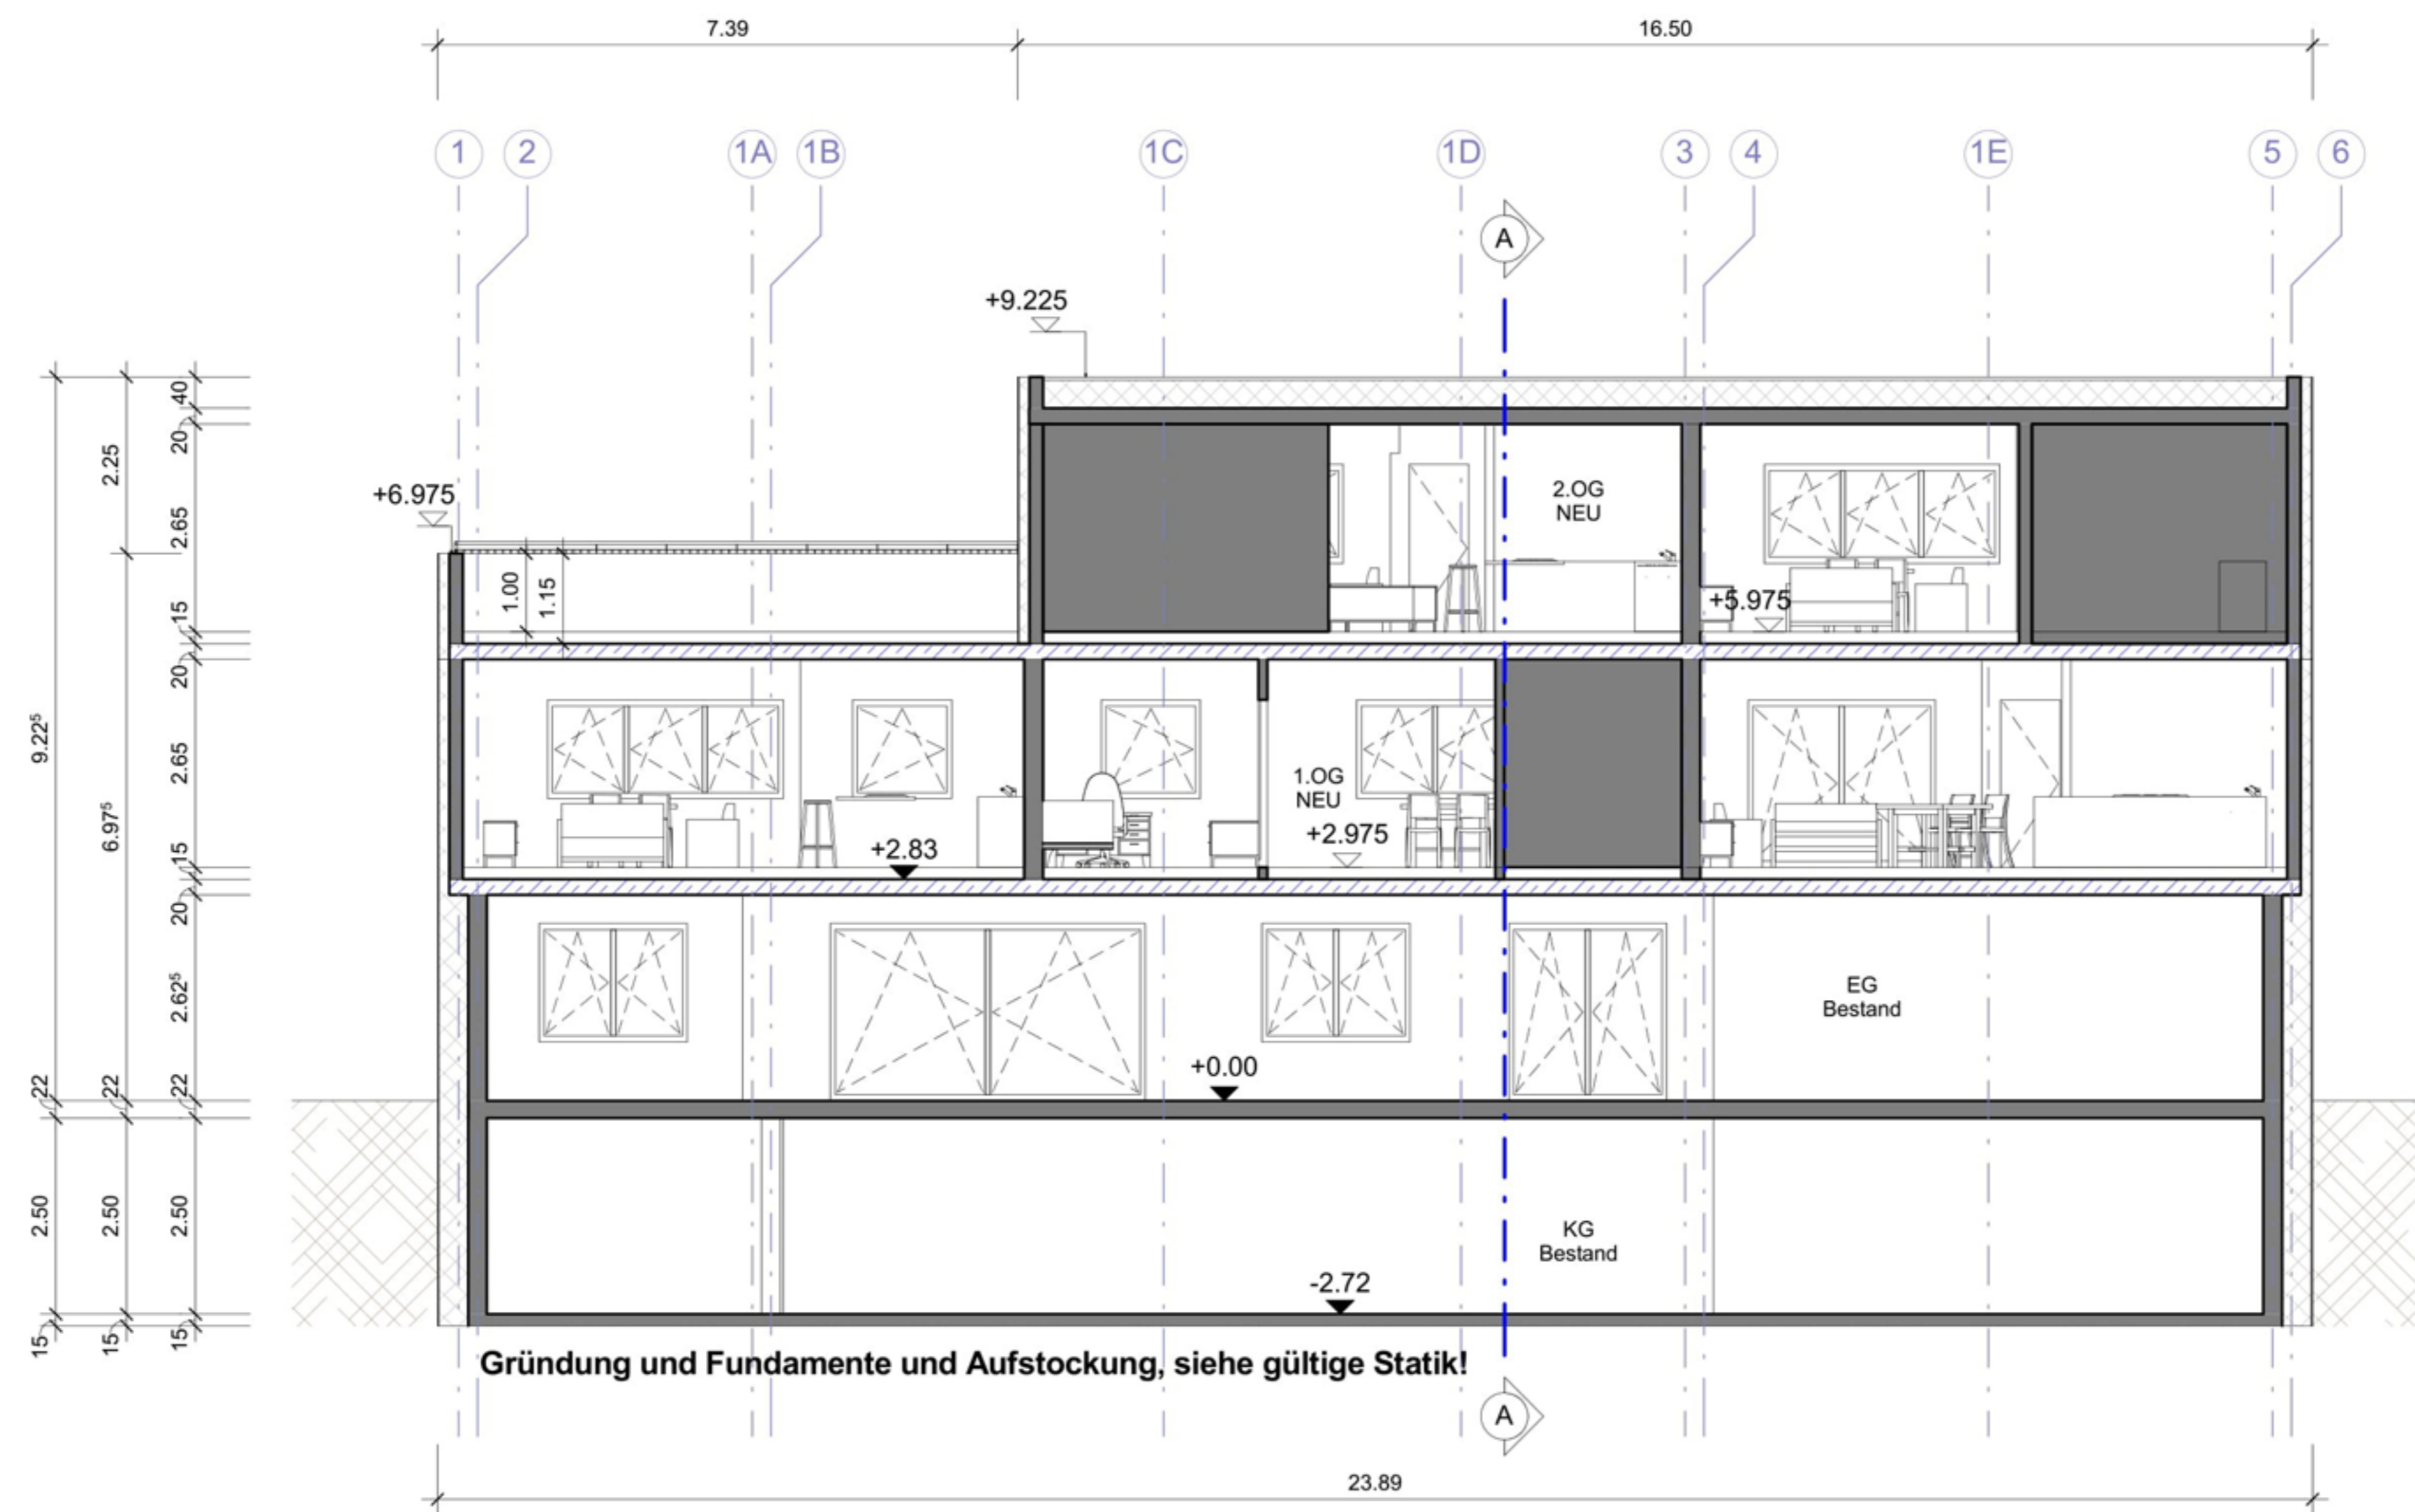 7.39
16.50
1
2
1A
1B
1C
1D
3
4
1E
5
6
A
+9.225
40
20
2.25
2.65
+6.975
2.OG
NEU
1.00
1.15
15
+5.975
20
9.22⁵
6.97⁵
2.65
1.OG
NEU
+2.975
+2.83
15
20
2.62⁵
EG
Bestand
+0.00
22
22
22
2.50
2.50
2.50
KG
Bestand
-2.72
15
15
15
Gründung und Fundamente und Aufstockung, siehe gültige Statik!
A
23.89